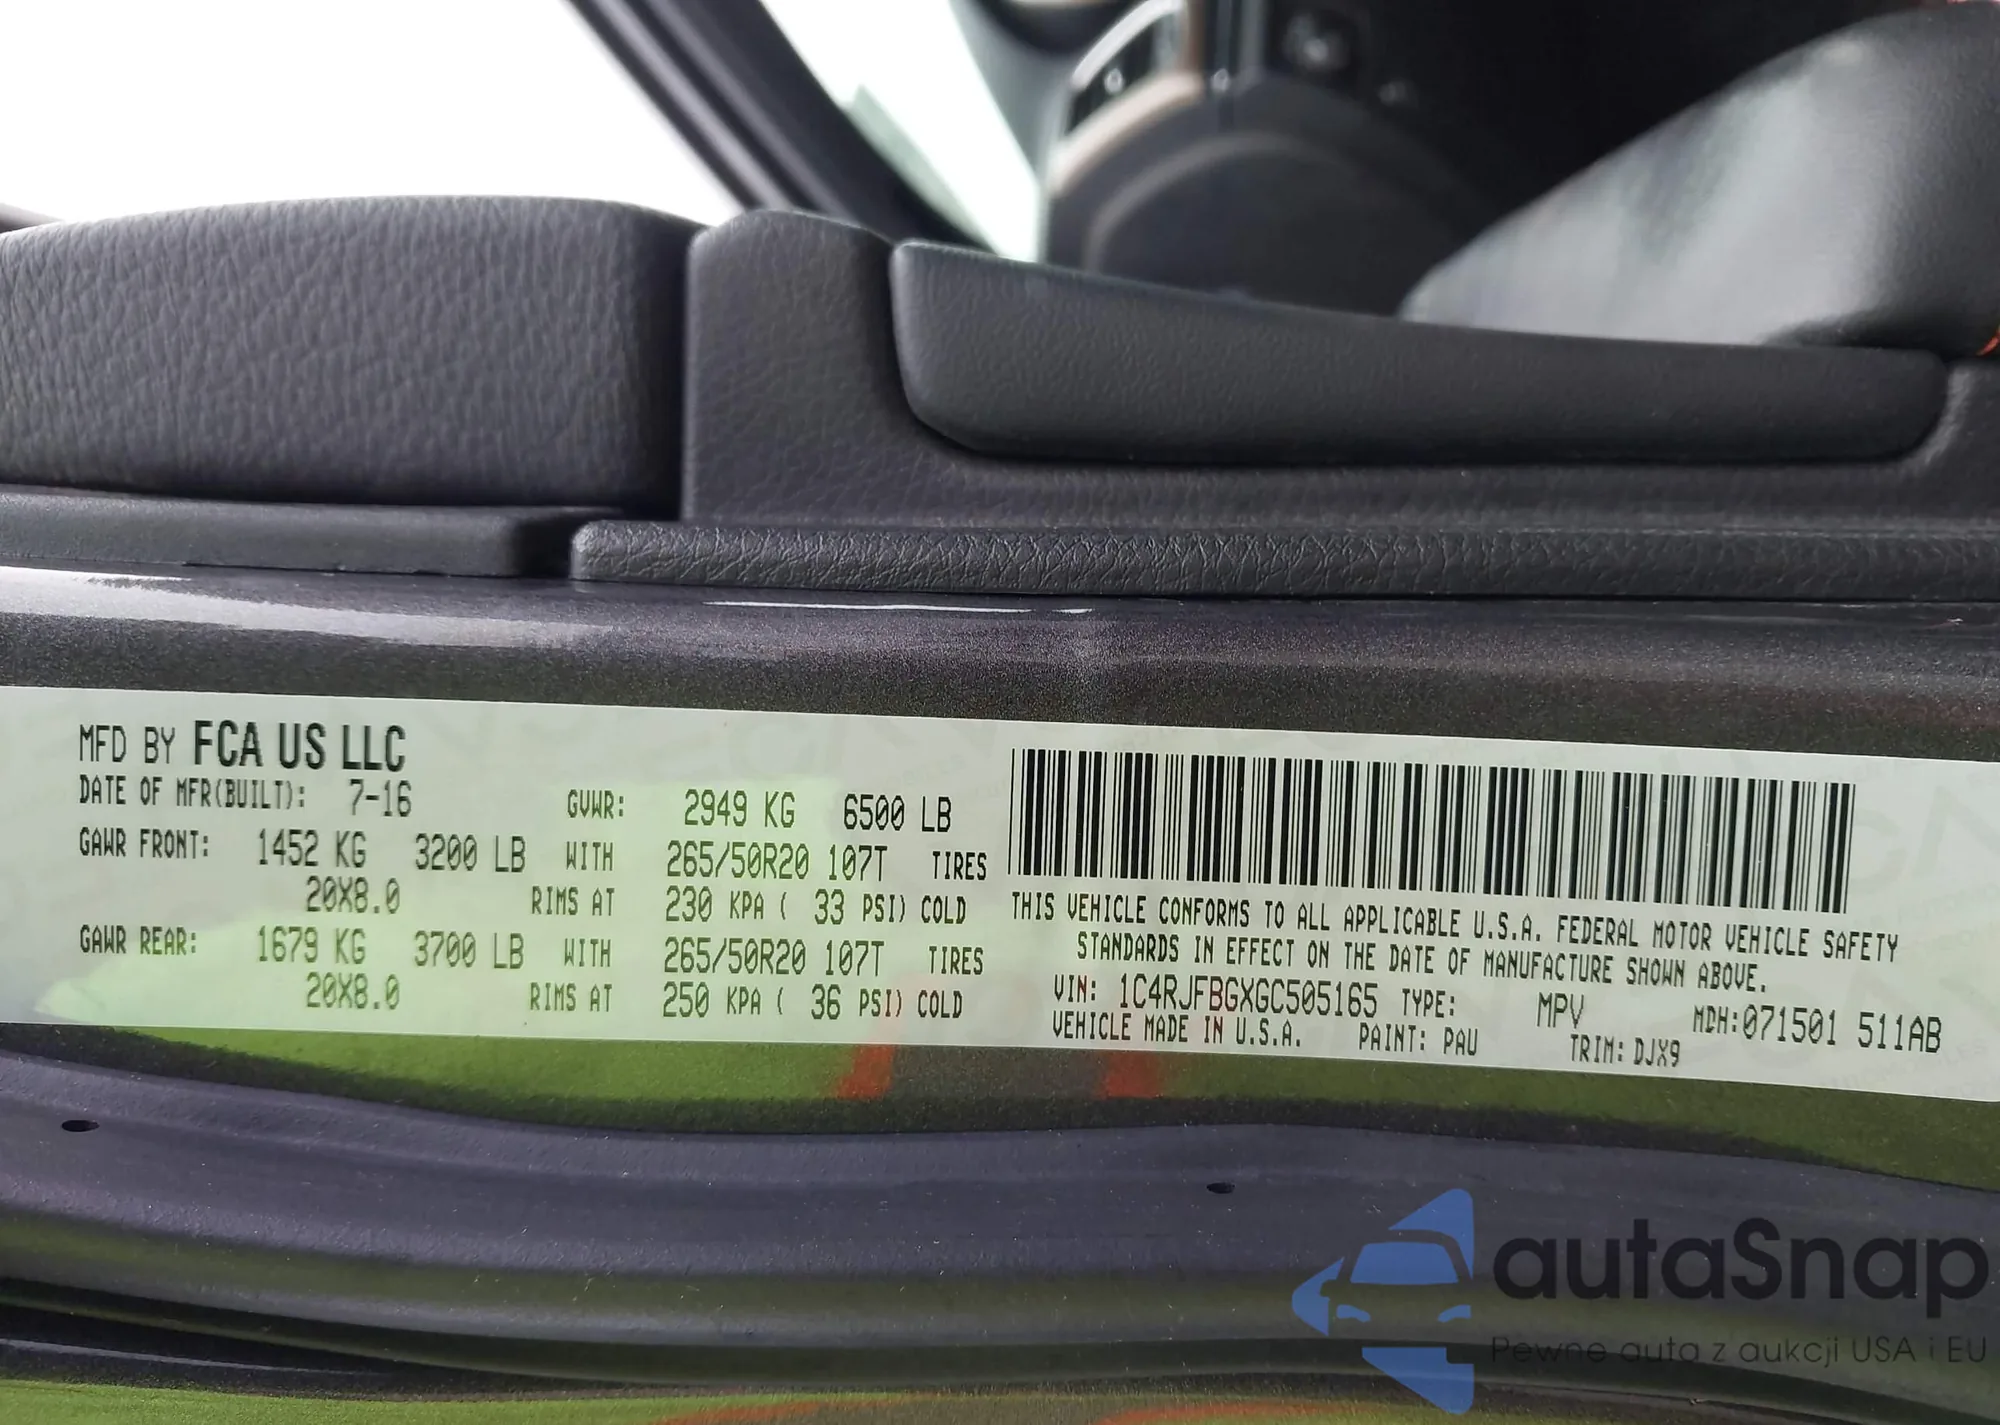 MFD BY FCA US LLC
DATE OF MFR(BUILT): 7-16
GVWR: 2949 KG 6500 LB
GAWR FRONT: 1452 KG 3200 LB WITH 265/50R20 107T TIRES
20X8.0 RIMS AT 230 KPA ( 33 PSI) COLD
GAWR REAR: 1679 KG 3700 LB WITH 265/50R20 107T TIRES
20X8.0 RIMS AT 250 KPA ( 36 PSI) COLD
THIS VEHICLE CONFORMS TO ALL APPLICABLE U.S.A. FEDERAL MOTOR VEHICLE SAFETY
STANDARDS IN EFFECT ON THE DATE OF MANUFACTURE SHOWN ABOVE.
VIN: 1C4RJFBGXGC505165 TYPE: MPV MDH:071501 511AB
VEHICLE MADE IN U.S.A. PAINT: PAU TRIM: DJX9
autaSnap
Pewne auta z aukcji USA i EU